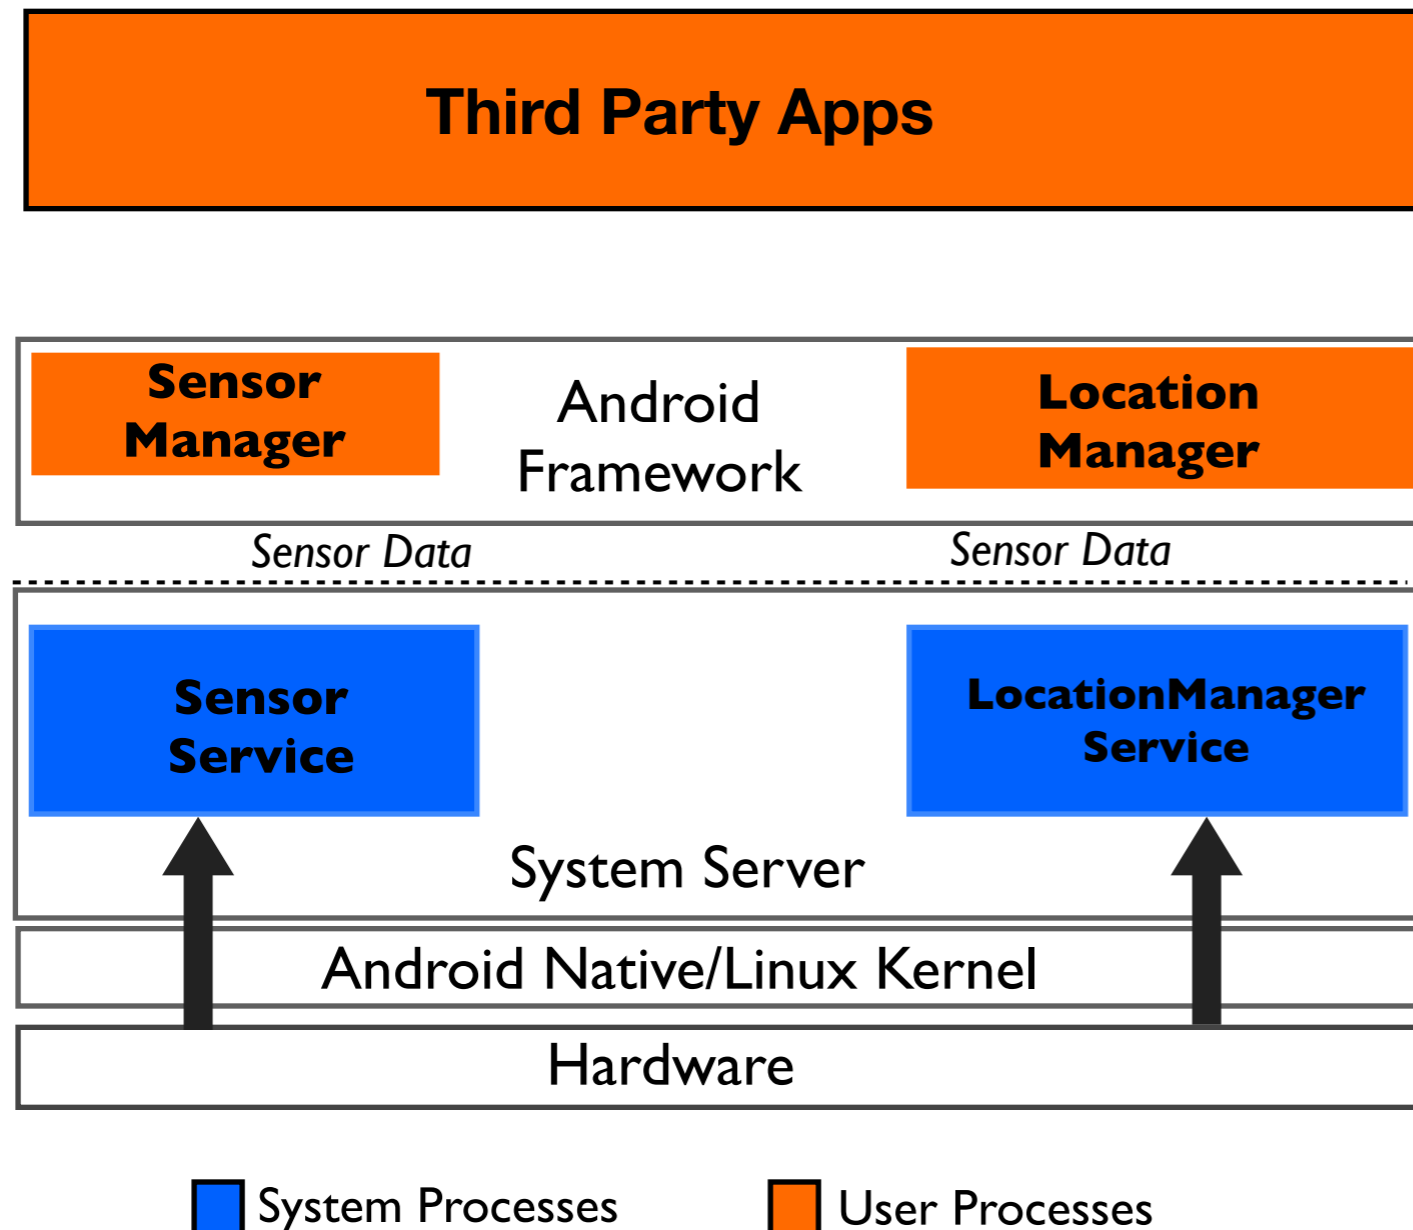 Third Party Apps
Sensor
Manager
Android
Framework
Location
Manager
Sensor Data
Sensor Data
Sensor
Service
LocationManager
Service
System Server
Android Native/Linux Kernel
Hardware
System Processes
User Processes